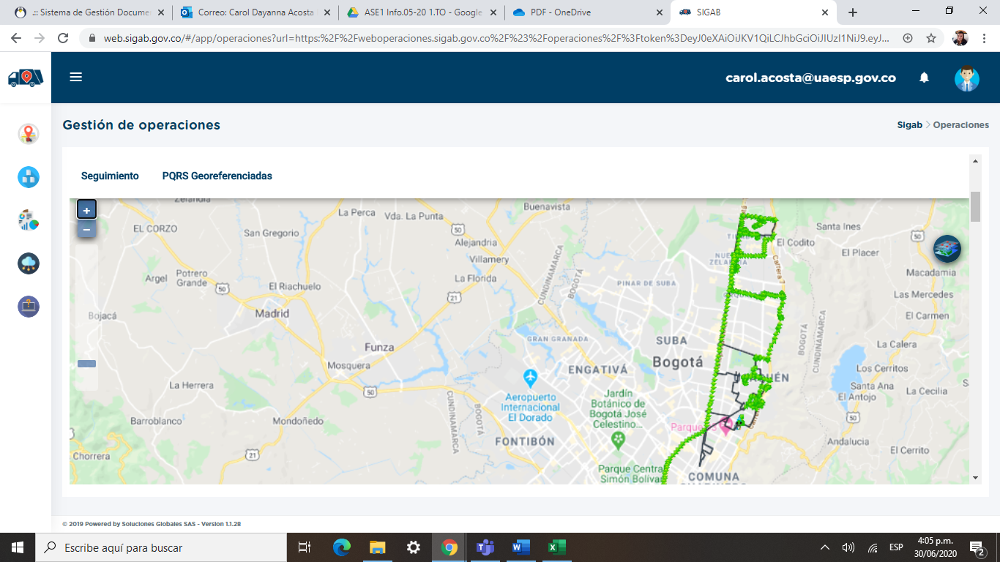 .:: Sistema de Gestión Docume
Correo: Carol Dayanna Acosta
ASE1 Info.05-20 1.TO - Google
PDF - OneDrive
SIGAB
web.sigab.gov.co/#/app/operaciones?url=https:%2F%2Fweboperaciones.sigab.gov.co%2F%23%2Foperaciones%2F%3Ftoken%3DeyJ0eXAiOiJKV1QiLCJhbGciOiJIUzI1NiJ9.eyJ...
carol.acosta@uaesp.gov.co
Gestión de operaciones
Sigab > Operaciones
Seguimiento
PQRS Georeferenciadas
+
−
Zelandia
La Perca
Vda. La Punta
Buenavista
EL CORZO
San Gregorio
50
Alejandria
Santa Ines
50
El Codito
Villamery
El Placer
Argel
Potrero
Grande
50
El Riachuelo
La Florida
CUNDINAMARCA
BOGOTÁ
PINAR DE SUBA
Carrera 7
Macadamia
21
Las Mercedes
Bojacá
Madrid
El Carmen
GRAN GRANADA
SUBA
BOGOTÁ
CUNDINAMARCA
La Calera
Funza
Bogotá
Mosquera
ENGATIVÁ
Los Cerritos
La Herrera
50
Santa Ana
El Antojo
La Cecilia
Aeropuerto
Internacional
El Dorado
Jardín
Botánico de
Bogotá José
Celestino...
CUNDINAMARCA
BOGOTÁ
Barroblanco
Mondoñedo
50
FONTIBÓN
Andalucia
El Cerrito
Chorrera
21
Parque Centra
Simón Bolívar
COMUNA
© 2019 Powered by Soluciones Globales SAS - Version 1.1.28
Escribe aquí para buscar
ESP
4:05 p.m.
30/06/2020
2